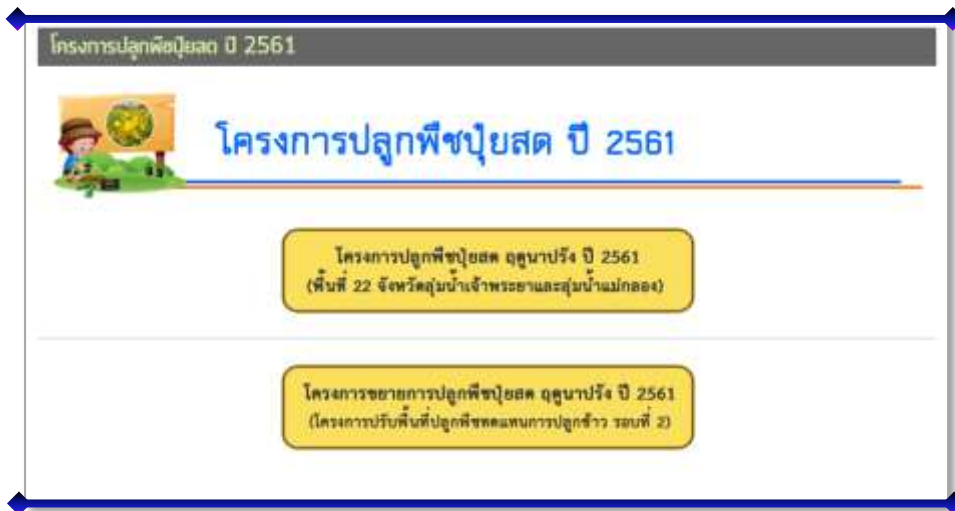 โครงการปลูกพืชปุ๋ยสด ปี 2561
โครงการปลูกพืชปุ๋ยสด ปี 2561
โครงการปลูกพืชปุ๋ยสด ฤดูนาปรัง ปี 2561
(พื้นที่ 22 จังหวัดลุ่มน้ำเจ้าพระยาและลุ่มน้ำแม่กลอง)
โครงการขยายการปลูกพืชปุ๋ยสด ฤดูนาปรัง ปี 2561
(โครงการปรับพื้นที่ปลูกพืชทดแทนการปลูกข้าว รอบที่ 2)